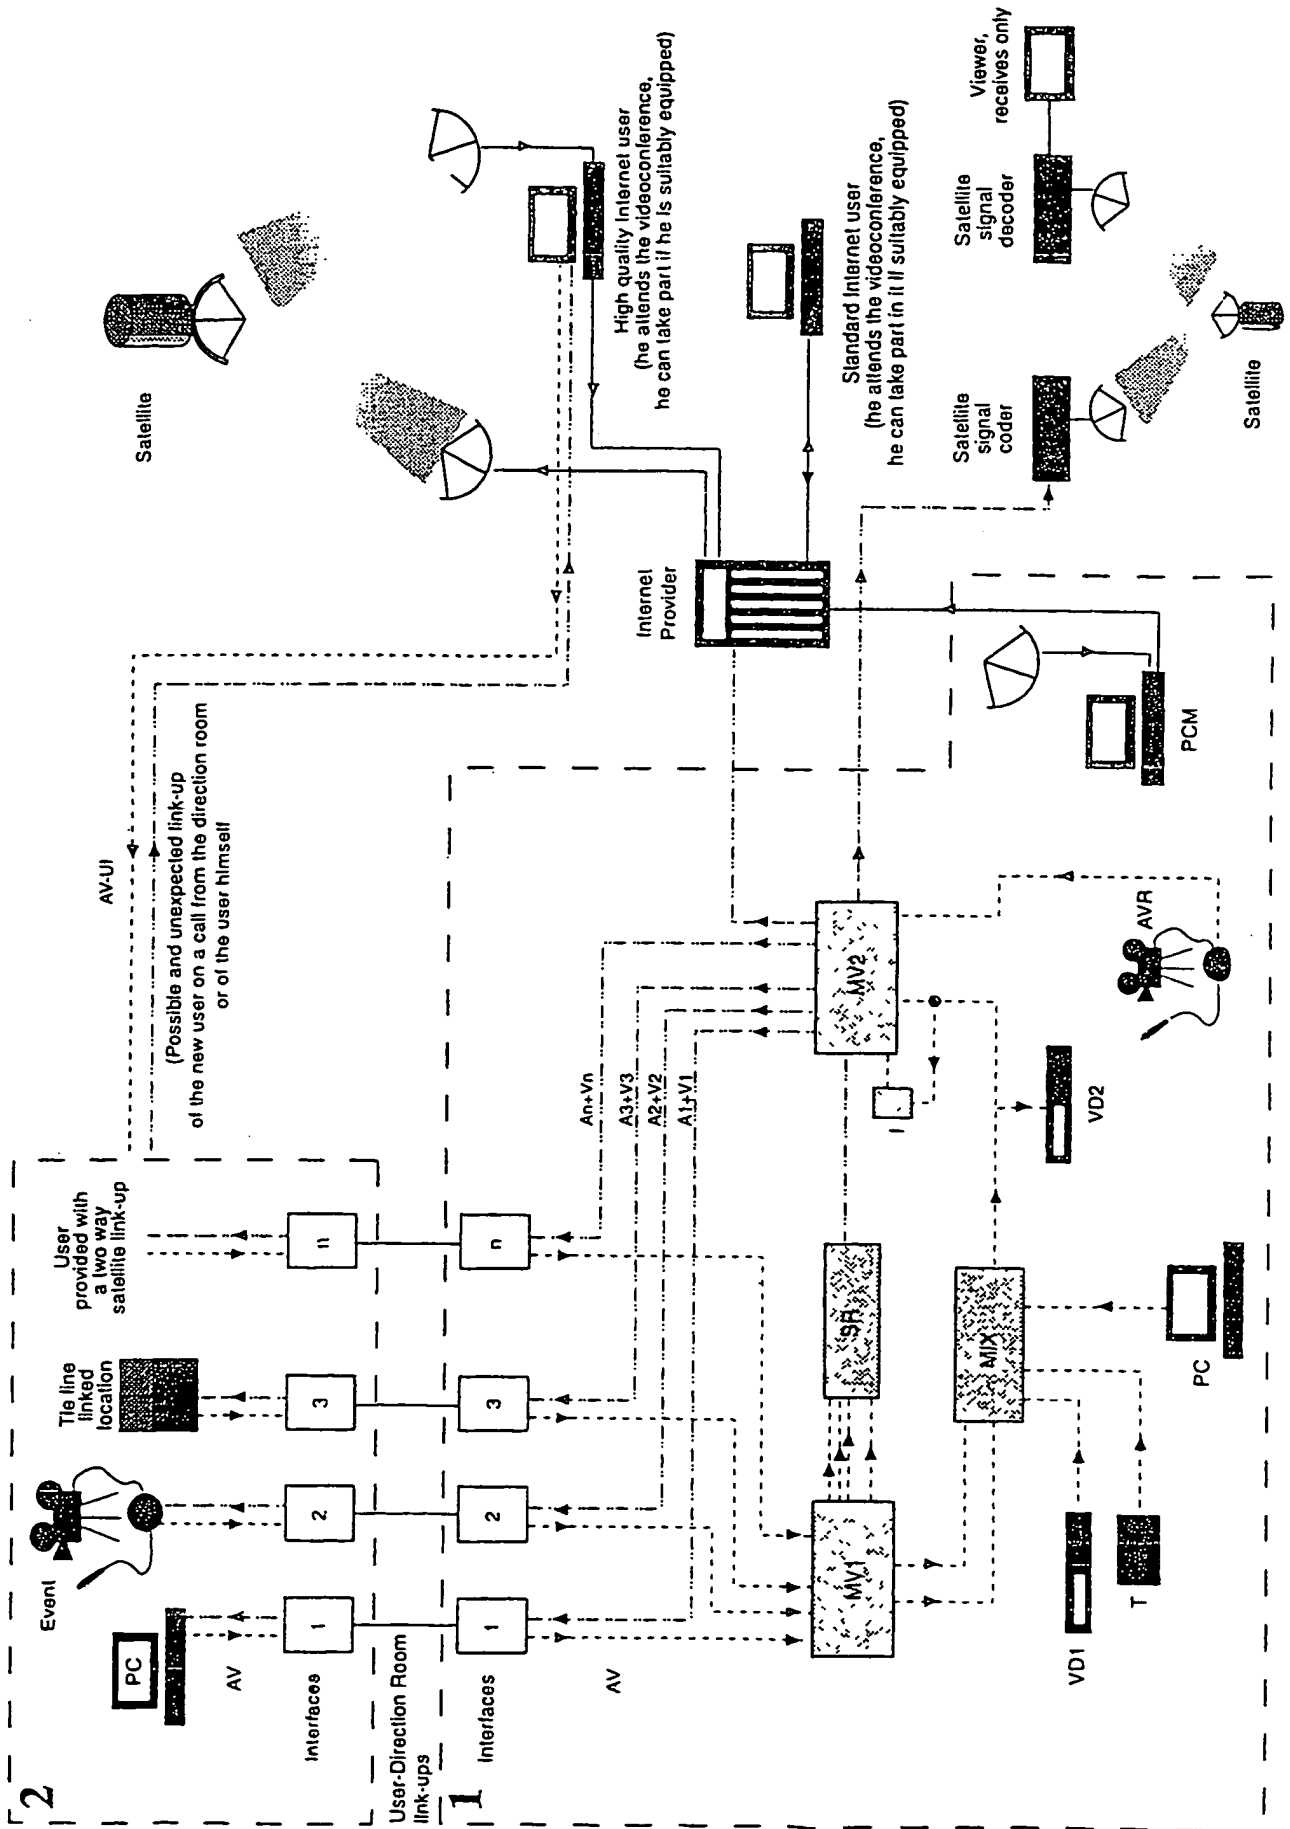 2
Event
PC
AV
Tie line
linked
location
User
provided with
a two way
satellite link-up
Interfaces
1
2
3
n
User-Direction Room
link-ups
1
Interfaces
1
2
3
n
AV
AV-UI
(Possible and unexpected link-up
of the new user on a call from the direction room
or of the user himself
An+Vn
A3+V3
A2+V2
A1+V1
MV1
SR
MV2
I
MIX
VD1
T
PC
VD2
AVR
PCM
Internet
Provider
Satellite
High quality Internet user
(he attends the videoconference,
he can take part if he is suitably equipped)
Standard Internet user
(he attends the videoconference,
he can take part in it if suitably equipped)
Satellite
signal
coder
Satellite
Satellite
signal
decoder
Viewer,
receives only